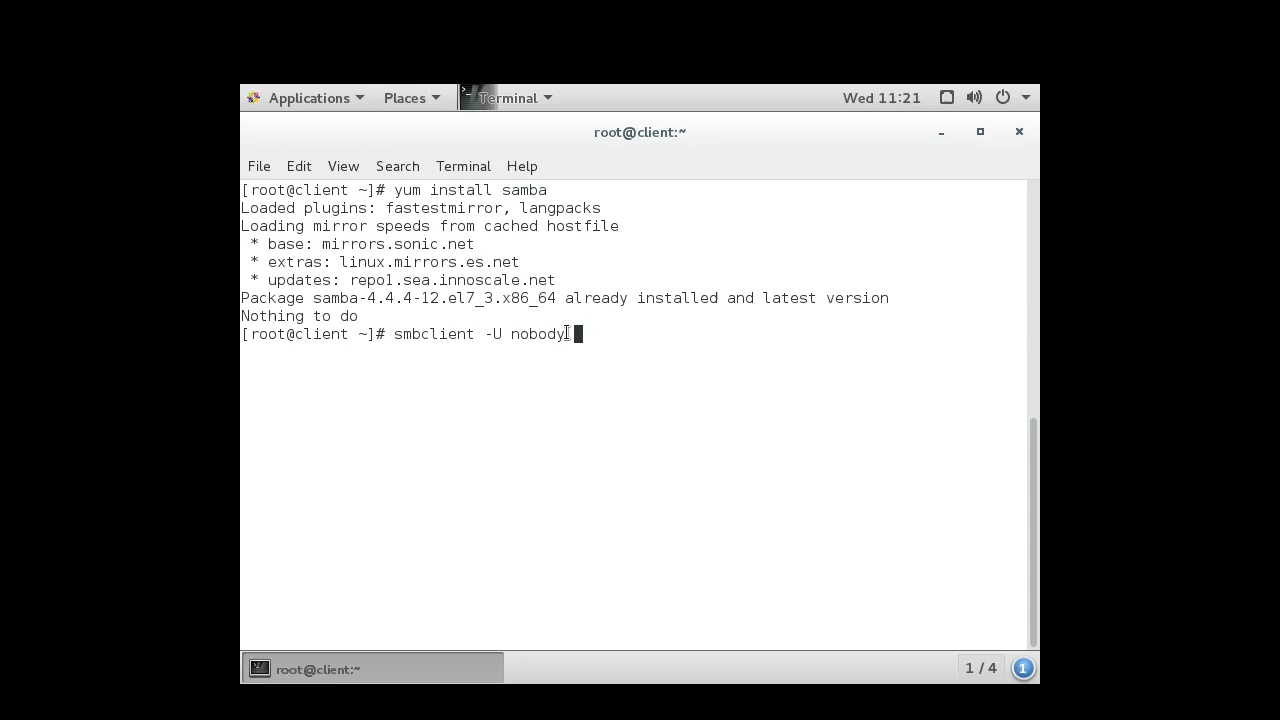 Applications Places Terminal Wed 11:21
root@client:~
File Edit View Search Terminal Help
[root@client ~]# yum install samba
Loaded plugins: fastestmirror, langpacks
Loading mirror speeds from cached hostfile
 * base: mirrors.sonic.net
 * extras: linux.mirrors.es.net
 * updates: repo1.sea.innoscale.net
Package samba-4.4.4-12.el7_3.x86_64 already installed and latest version
Nothing to do
[root@client ~]# smbclient -U nobody
root@client:~ 1 / 4 1